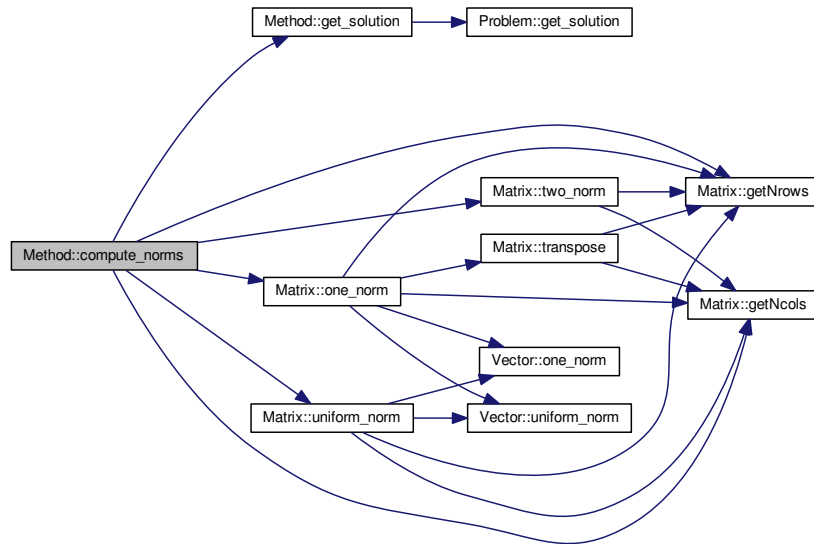 Method::get_solution
Problem::get_solution
Matrix::two_norm
Matrix::getNrows
Method::compute_norms
Matrix::transpose
Matrix::one_norm
Matrix::getNcols
Vector::one_norm
Matrix::uniform_norm
Vector::uniform_norm